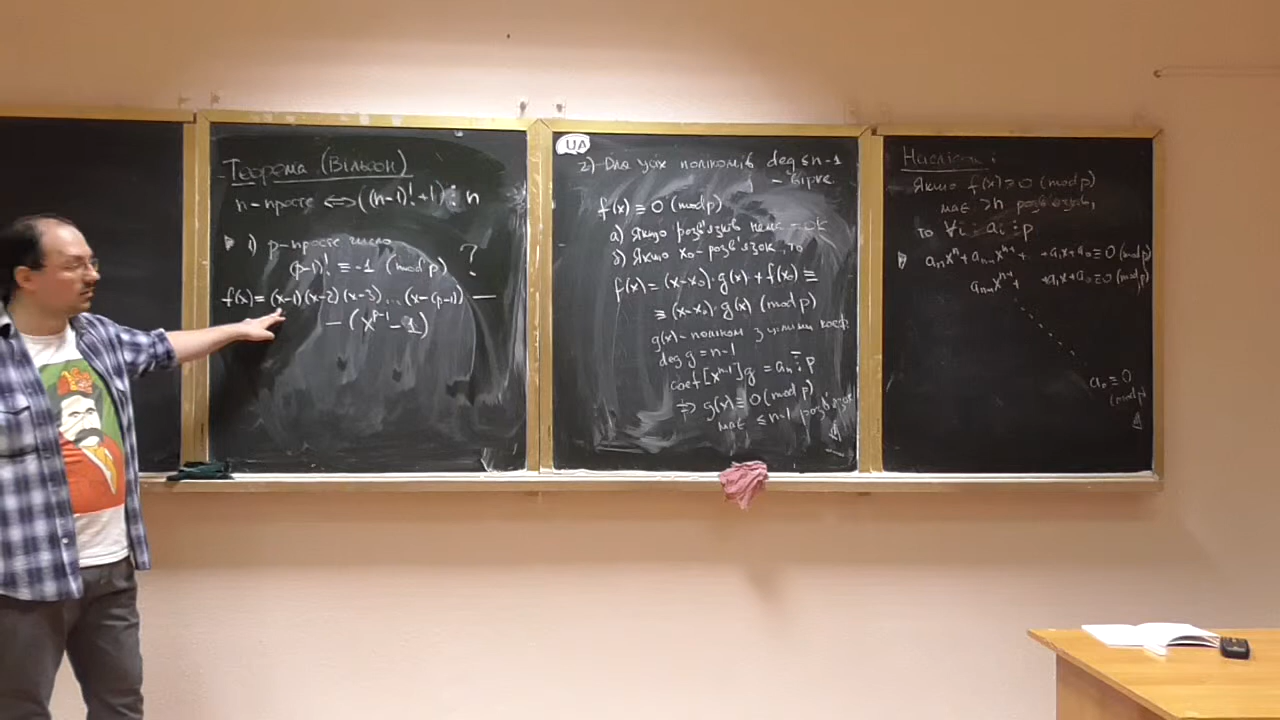 Теорема (Вільсон)
n - просте ⟺ ((n-1)! + 1) ⋮ n
1) p - просте число
(p-1)! ≡ -1 (mod p) ?
f(x) = (x-1)(x-2)(x-3)...(x-(p-1)) —
— (x^{p-1} - 1)
UA
2) Для усіх поліномів deg ≤ n-1
- вірне
f(x) ≡ 0 (mod p)
а) Якщо розв'язків нема - ok
б) Якщо x₀ - розв'язок, то
f(x) = (x-x₀)·g(x) + f(x₀) ≡
≡ (x-x₀)·g(x) (mod p)
g(x) - поліном з цілими коеф.
deg g = n-1
coef [x^{n-1}] g = aₙ ⋮̄ p
⇒ g(x) ≡ 0 (mod p)
має ≤ n-1 розв'язок
Наслідок:
Якщо f(x) ≡ 0 (mod p)
має > n розв'язків,
то ∀i : aᵢ ⋮ p
aₙxⁿ + aₙ₋₁xⁿ⁻¹ + + a₁x + a₀ ≡ 0 (mod p)
aₙ₋₁xⁿ⁻¹ + + a₁x + a₀ ≡ 0 (mod p)
a₀ ≡ 0
(mod p)